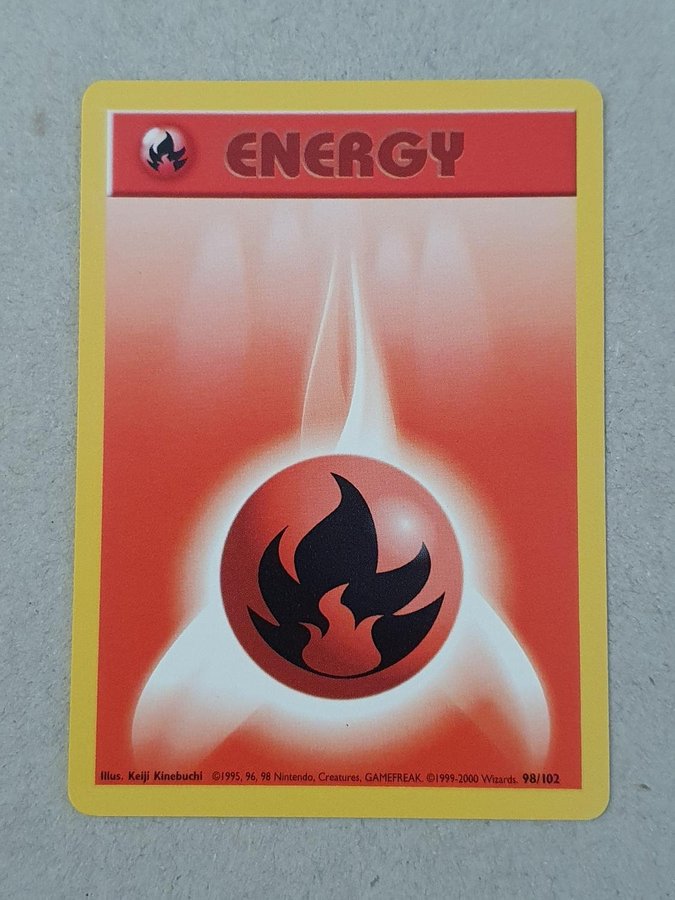 ENERGY
Illus. Keiji Kinebuchi ©1995, 96, 98 Nintendo, Creatures, GAMEFREAK. ©1999-2000 Wizards. 98/102